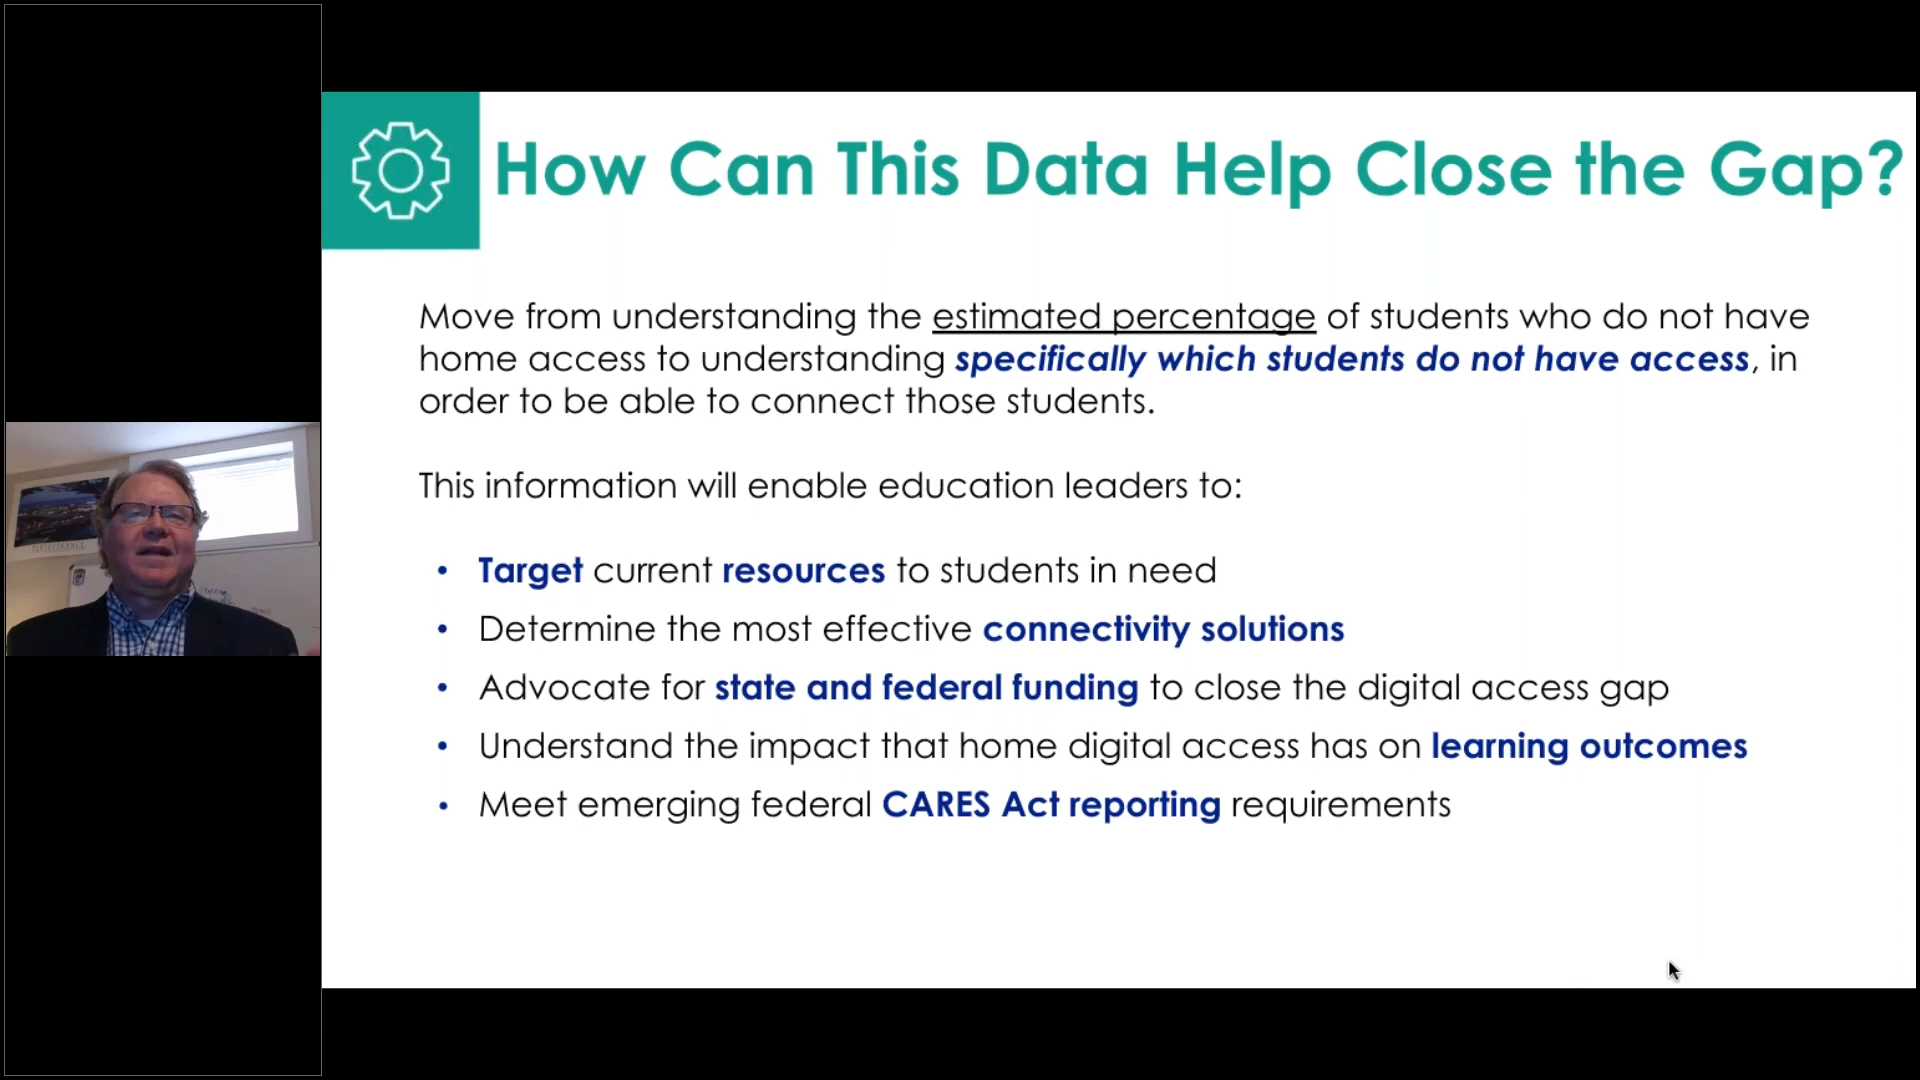 How Can This Data Help Close the Gap?
Move from understanding the estimated percentage of students who do not have
home access to understanding specifically which students do not have access, in
order to be able to connect those students.
This information will enable education leaders to:
• Target current resources to students in need
• Determine the most effective connectivity solutions
• Advocate for state and federal funding to close the digital access gap
• Understand the impact that home digital access has on learning outcomes
• Meet emerging federal CARES Act reporting requirements
PERSEVERANCE